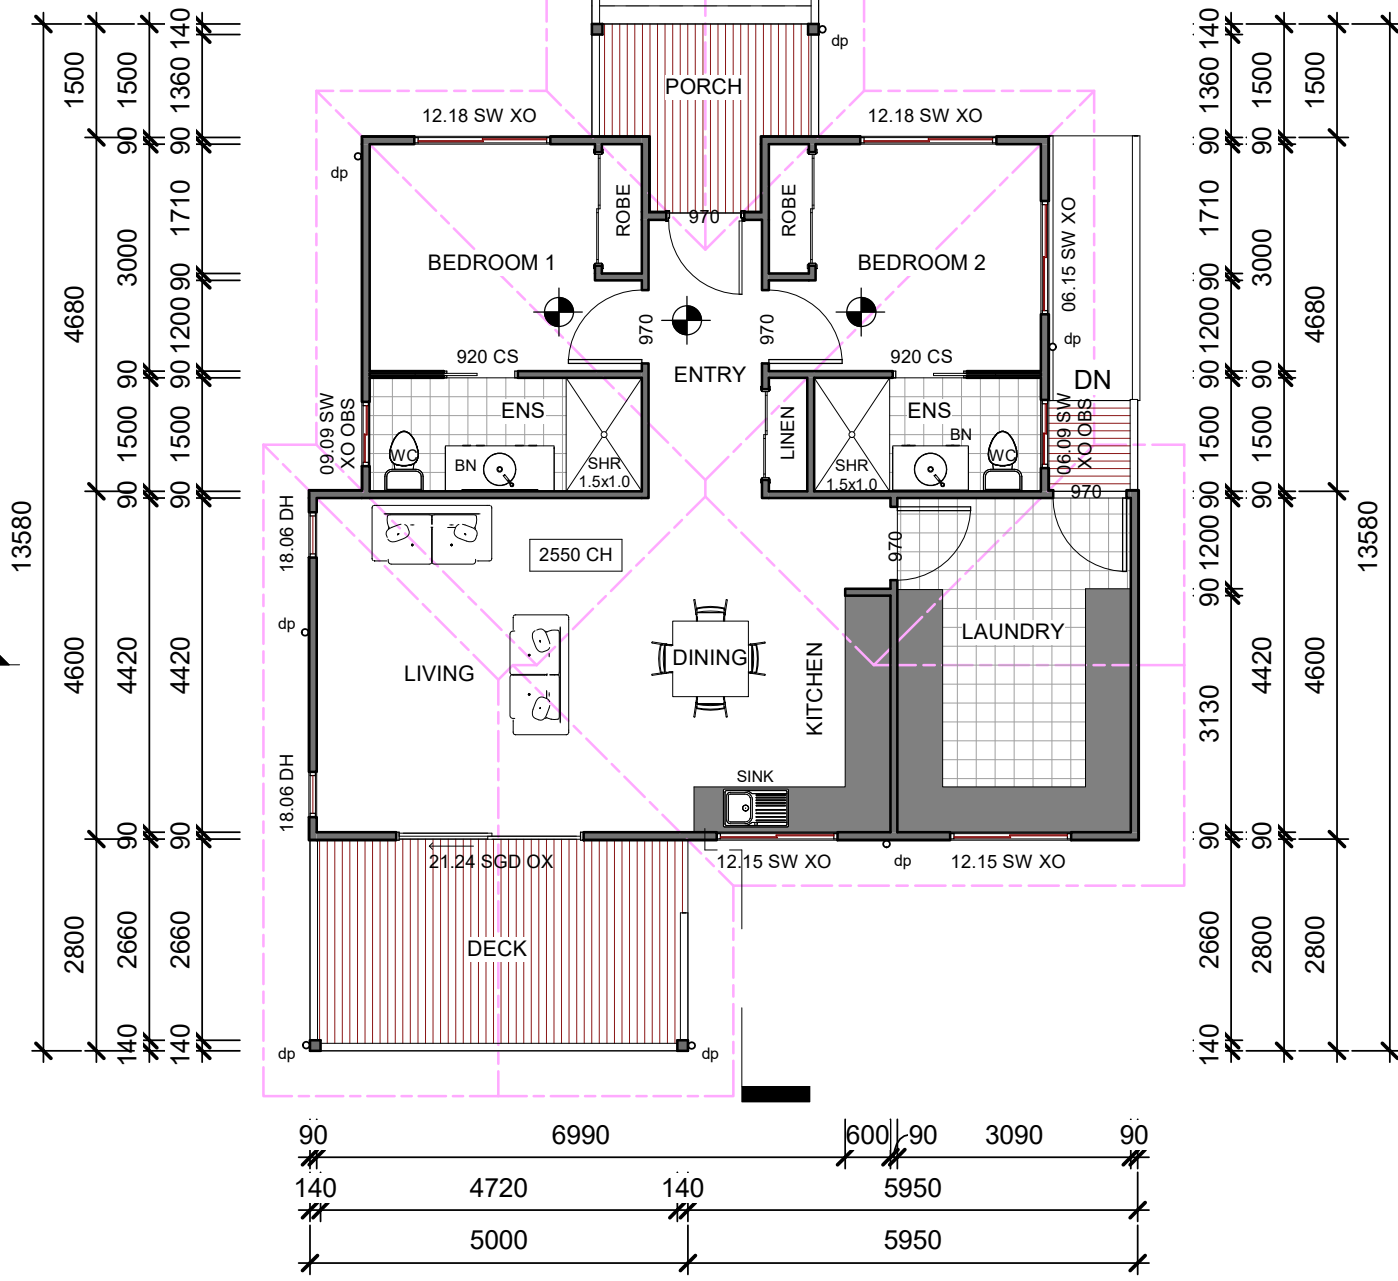 dp
PORCH
12.18 SW XO
12.18 SW XO
dp
ROBE
ROBE
970
BEDROOM 1
BEDROOM 2
06.15 SW XO
970
970
dp
920 CS
920 CS
ENTRY
DN
09.09 SW
XO OBS
ENS
LINEN
ENS
06.09 SW
XO OBS
WC
BN
SHR
1.5x1.0
SHR
1.5x1.0
BN
WC
970
18.06 DH
2550 CH
970
dp
LIVING
DINING
KITCHEN
LAUNDRY
18.06 DH
SINK
21.24 SGD OX
12.15 SW XO
dp
12.15 SW XO
DECK
dp
dp
13580
1500
4680
4600
2800
1500
90
3000
90
1500
90
4420
90
2660
140
140
1360
90
1710
90
1200
90
1500
90
4420
90
2660
140
140
1360
90
1710
90
1200
90
1500
90
1200
90
3130
90
2660
140
1500
90
3000
90
1500
90
4420
90
2800
1500
4680
4600
2800
13580
90 6990 600 90 3090 90
140 4720 140 5950
5000 5950